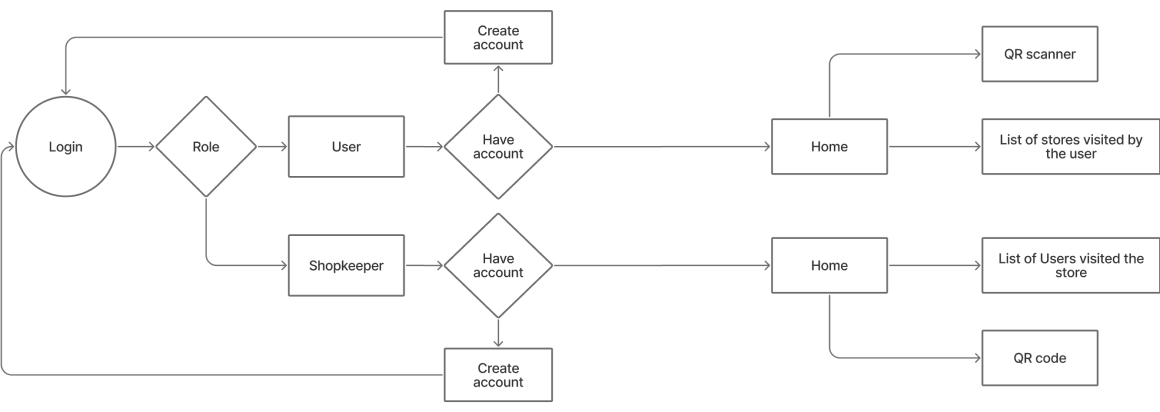 Create
account
QR scanner
Login
Role
User
Have
account
Home
List of stores visited by
the user
Shopkeeper
Have
account
Home
List of Users visited the
store
QR code
Create
account